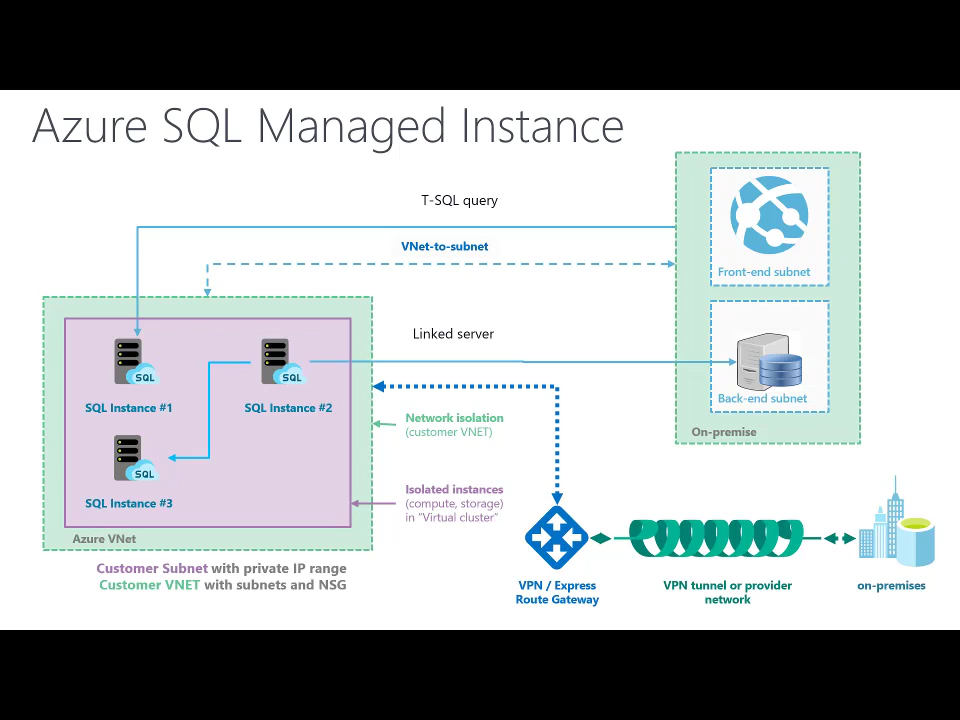 Azure SQL Managed Instance
T-SQL query
VNet-to-subnet
Front-end subnet
Linked server
Back-end subnet
On-premise
SQL
SQL
SQL Instance #1
SQL Instance #2
SQL
SQL Instance #3
Azure VNet
Network isolation
(customer VNET)
Isolated instances
(compute, storage)
in “Virtual cluster”
Customer Subnet with private IP range
Customer VNET with subnets and NSG
VPN / Express
Route Gateway
VPN tunnel or provider
network
on-premises